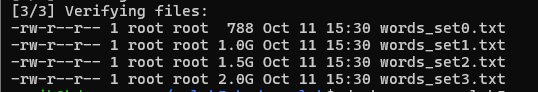 [3/3] Verifying files:
-rw-r--r-- 1 root root  788 Oct 11 15:30 words_set0.txt
-rw-r--r-- 1 root root 1.0G Oct 11 15:30 words_set1.txt
-rw-r--r-- 1 root root 1.5G Oct 11 15:30 words_set2.txt
-rw-r--r-- 1 root root 2.0G Oct 11 15:30 words_set3.txt